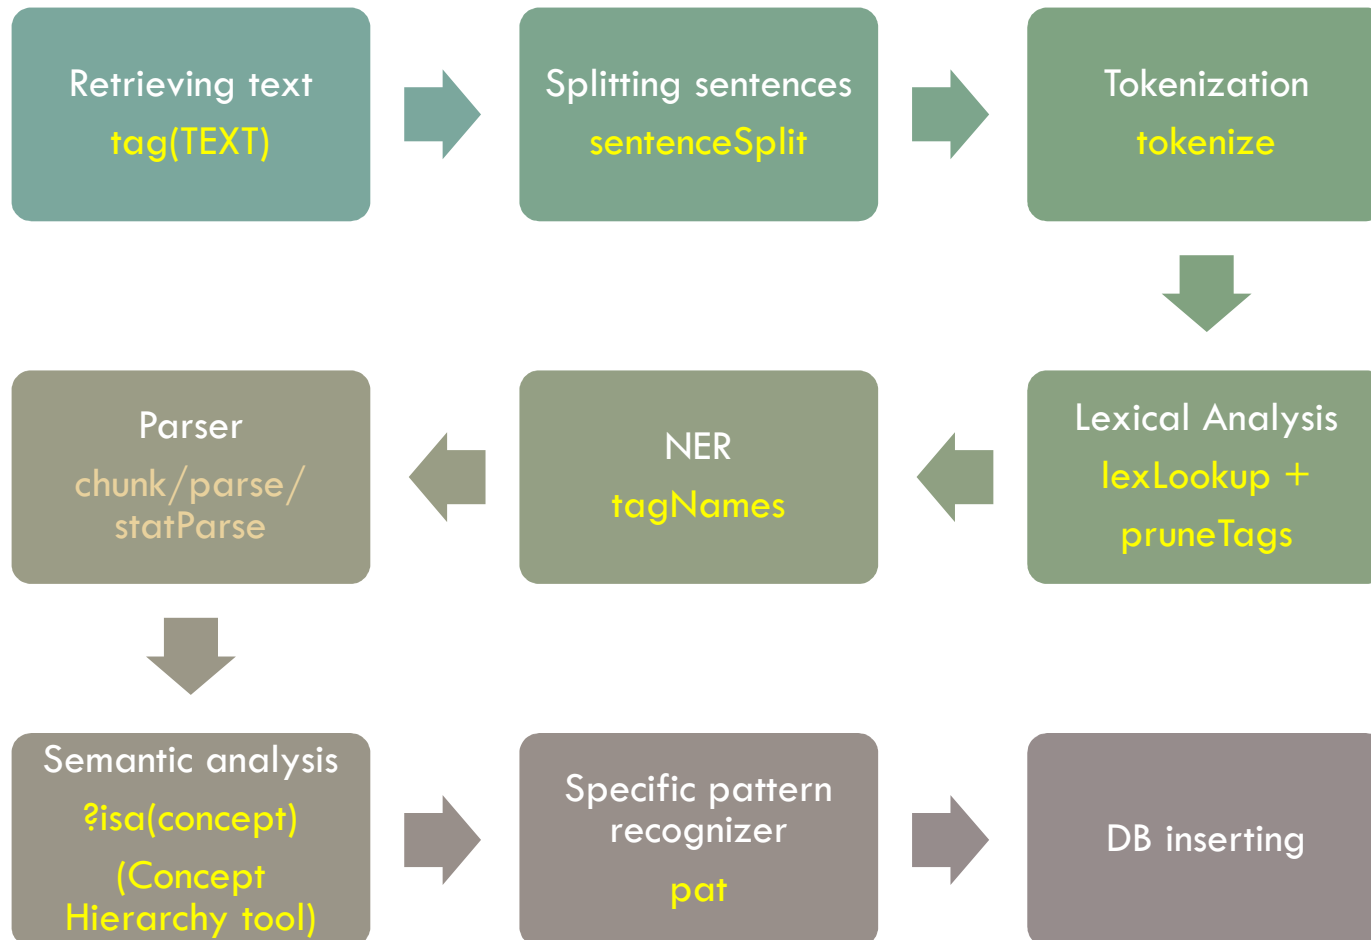 Retrieving text
tag(TEXT)
Splitting sentences
sentenceSplit
Tokenization
tokenize
Lexical Analysis
lexLookup +
pruneTags
NER
tagNames
Parser
chunk/parse/
statParse
Semantic analysis
?isa(concept)
(Concept
Hierarchy tool)
Specific pattern
recognizer
pat
DB inserting